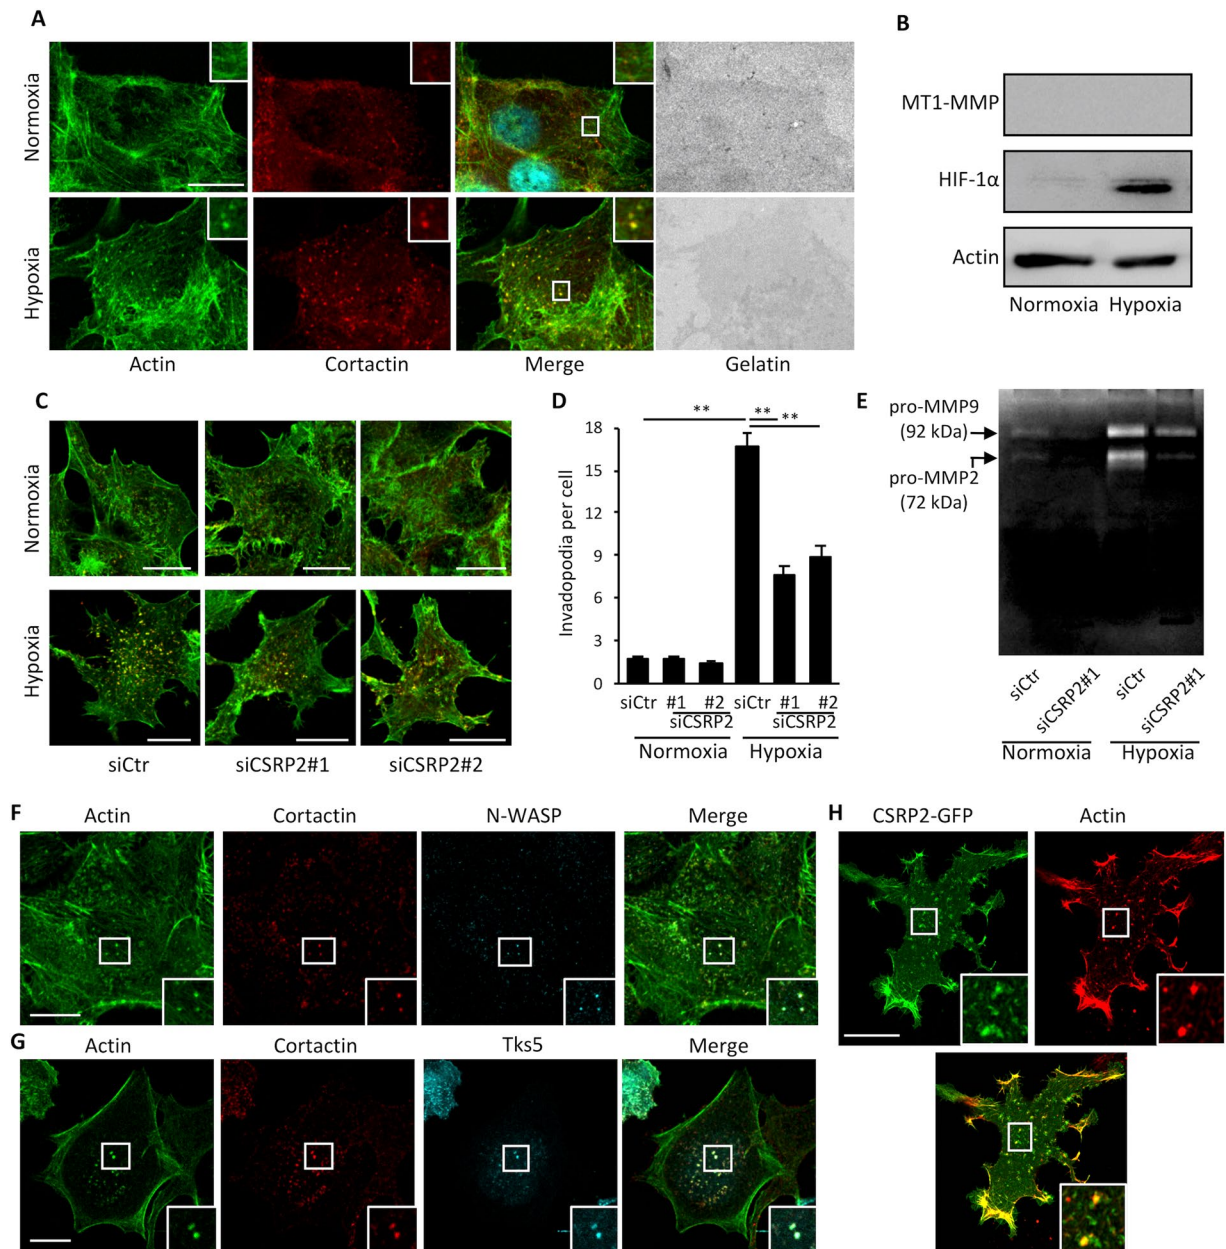 A
Normoxia
Hypoxia
Actin
Cortactin
Merge
Gelatin
B
MT1-MMP
HIF-1α
Actin
Normoxia
Hypoxia
C
Normoxia
Hypoxia
siCtr
siCSRP2#1
siCSRP2#2
D
Invadopodia per cell
18
15
12
9
6
3
0
**
**
**
siCtr
#1
#2
siCSRP2
siCtr
#1
#2
siCSRP2
Normoxia
Hypoxia
E
pro-MMP9
(92 kDa)
pro-MMP2
(72 kDa)
siCtr
siCSRP2#1
siCtr
siCSRP2#1
Normoxia
Hypoxia
F
Actin
Cortactin
N-WASP
Merge
G
Actin
Cortactin
Tks5
Merge
H
CSRP2-GFP
Actin